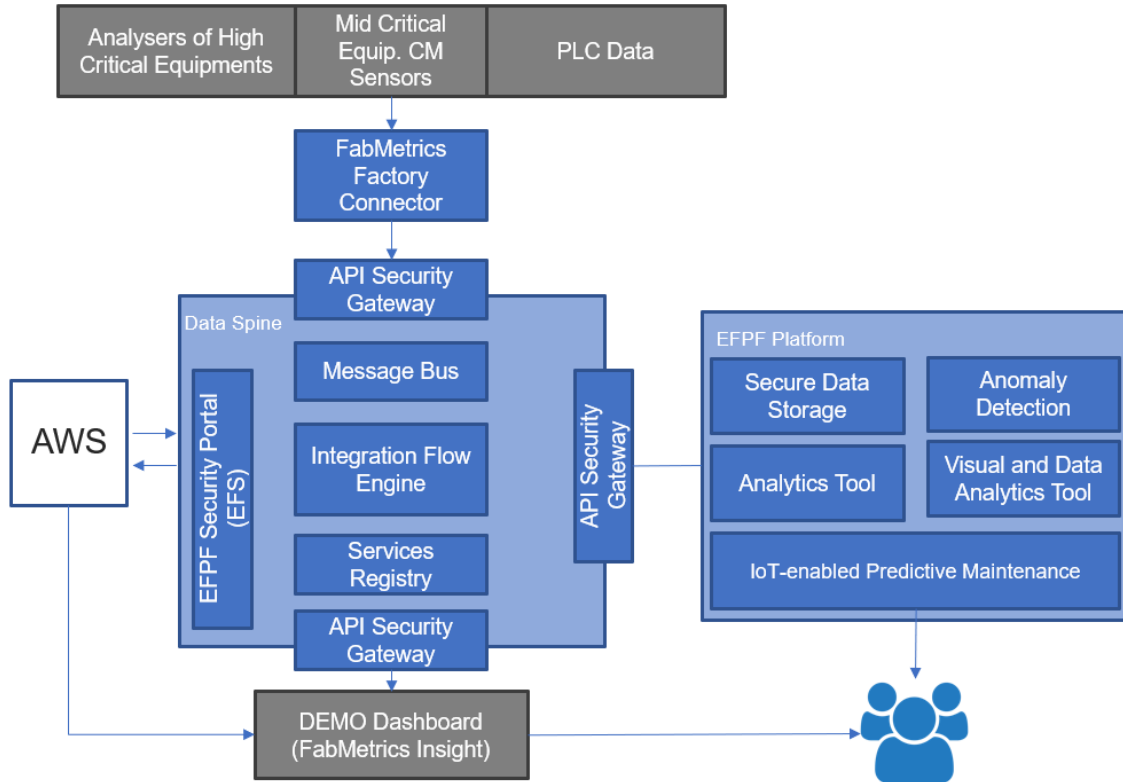 Analysers of High
Critical Equipments
Mid Critical
Equip. CM
Sensors
PLC Data
FabMetrics
Factory
Connector
API Security
Gateway
Data Spine
Message Bus
Integration Flow
Engine
Services
Registry
API Security
Gateway
EFPF Security Portal
(EFS)
AWS
API Security
Gateway
EFPF Platform
Secure Data
Storage
Anomaly
Detection
Analytics Tool
Visual and Data
Analytics Tool
IoT-enabled Predictive Maintenance
DEMO Dashboard
(FabMetrics Insight)